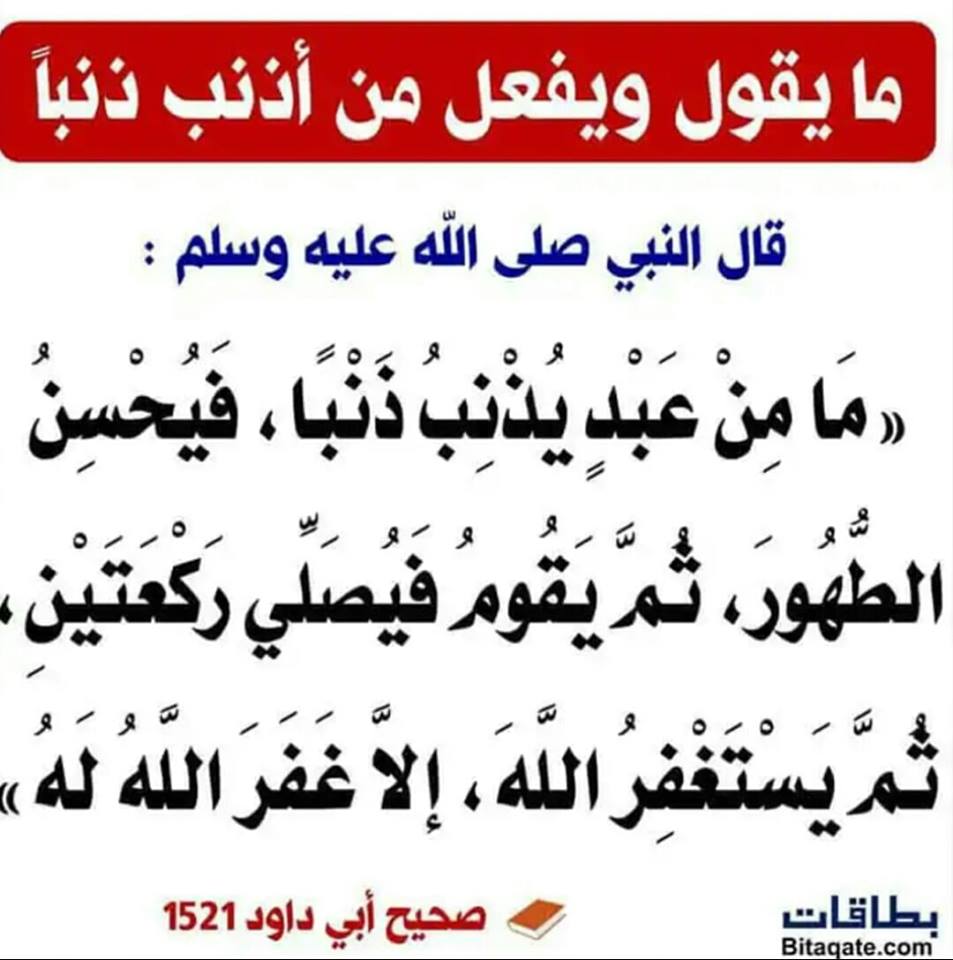 ما يقول ويفعل من أذنب ذنباً
قال النبي صلى الله عليه وسلم :
« مَا مِنْ عَبْدٍ يُذْنِبُ ذَنْبًا ، فَيُحْسِنُ
الطُّهُورَ، ثُمَّ يَقُومُ فَيُصَلِّي رَكْعَتَيْنِ ،
ثُمَّ يَسْتَغْفِرُ اللَّهَ ، إِلا غَفَرَ اللَّهُ لَهُ »
صحيح أبي داود 1521
بطاقات
Bitaqate.com